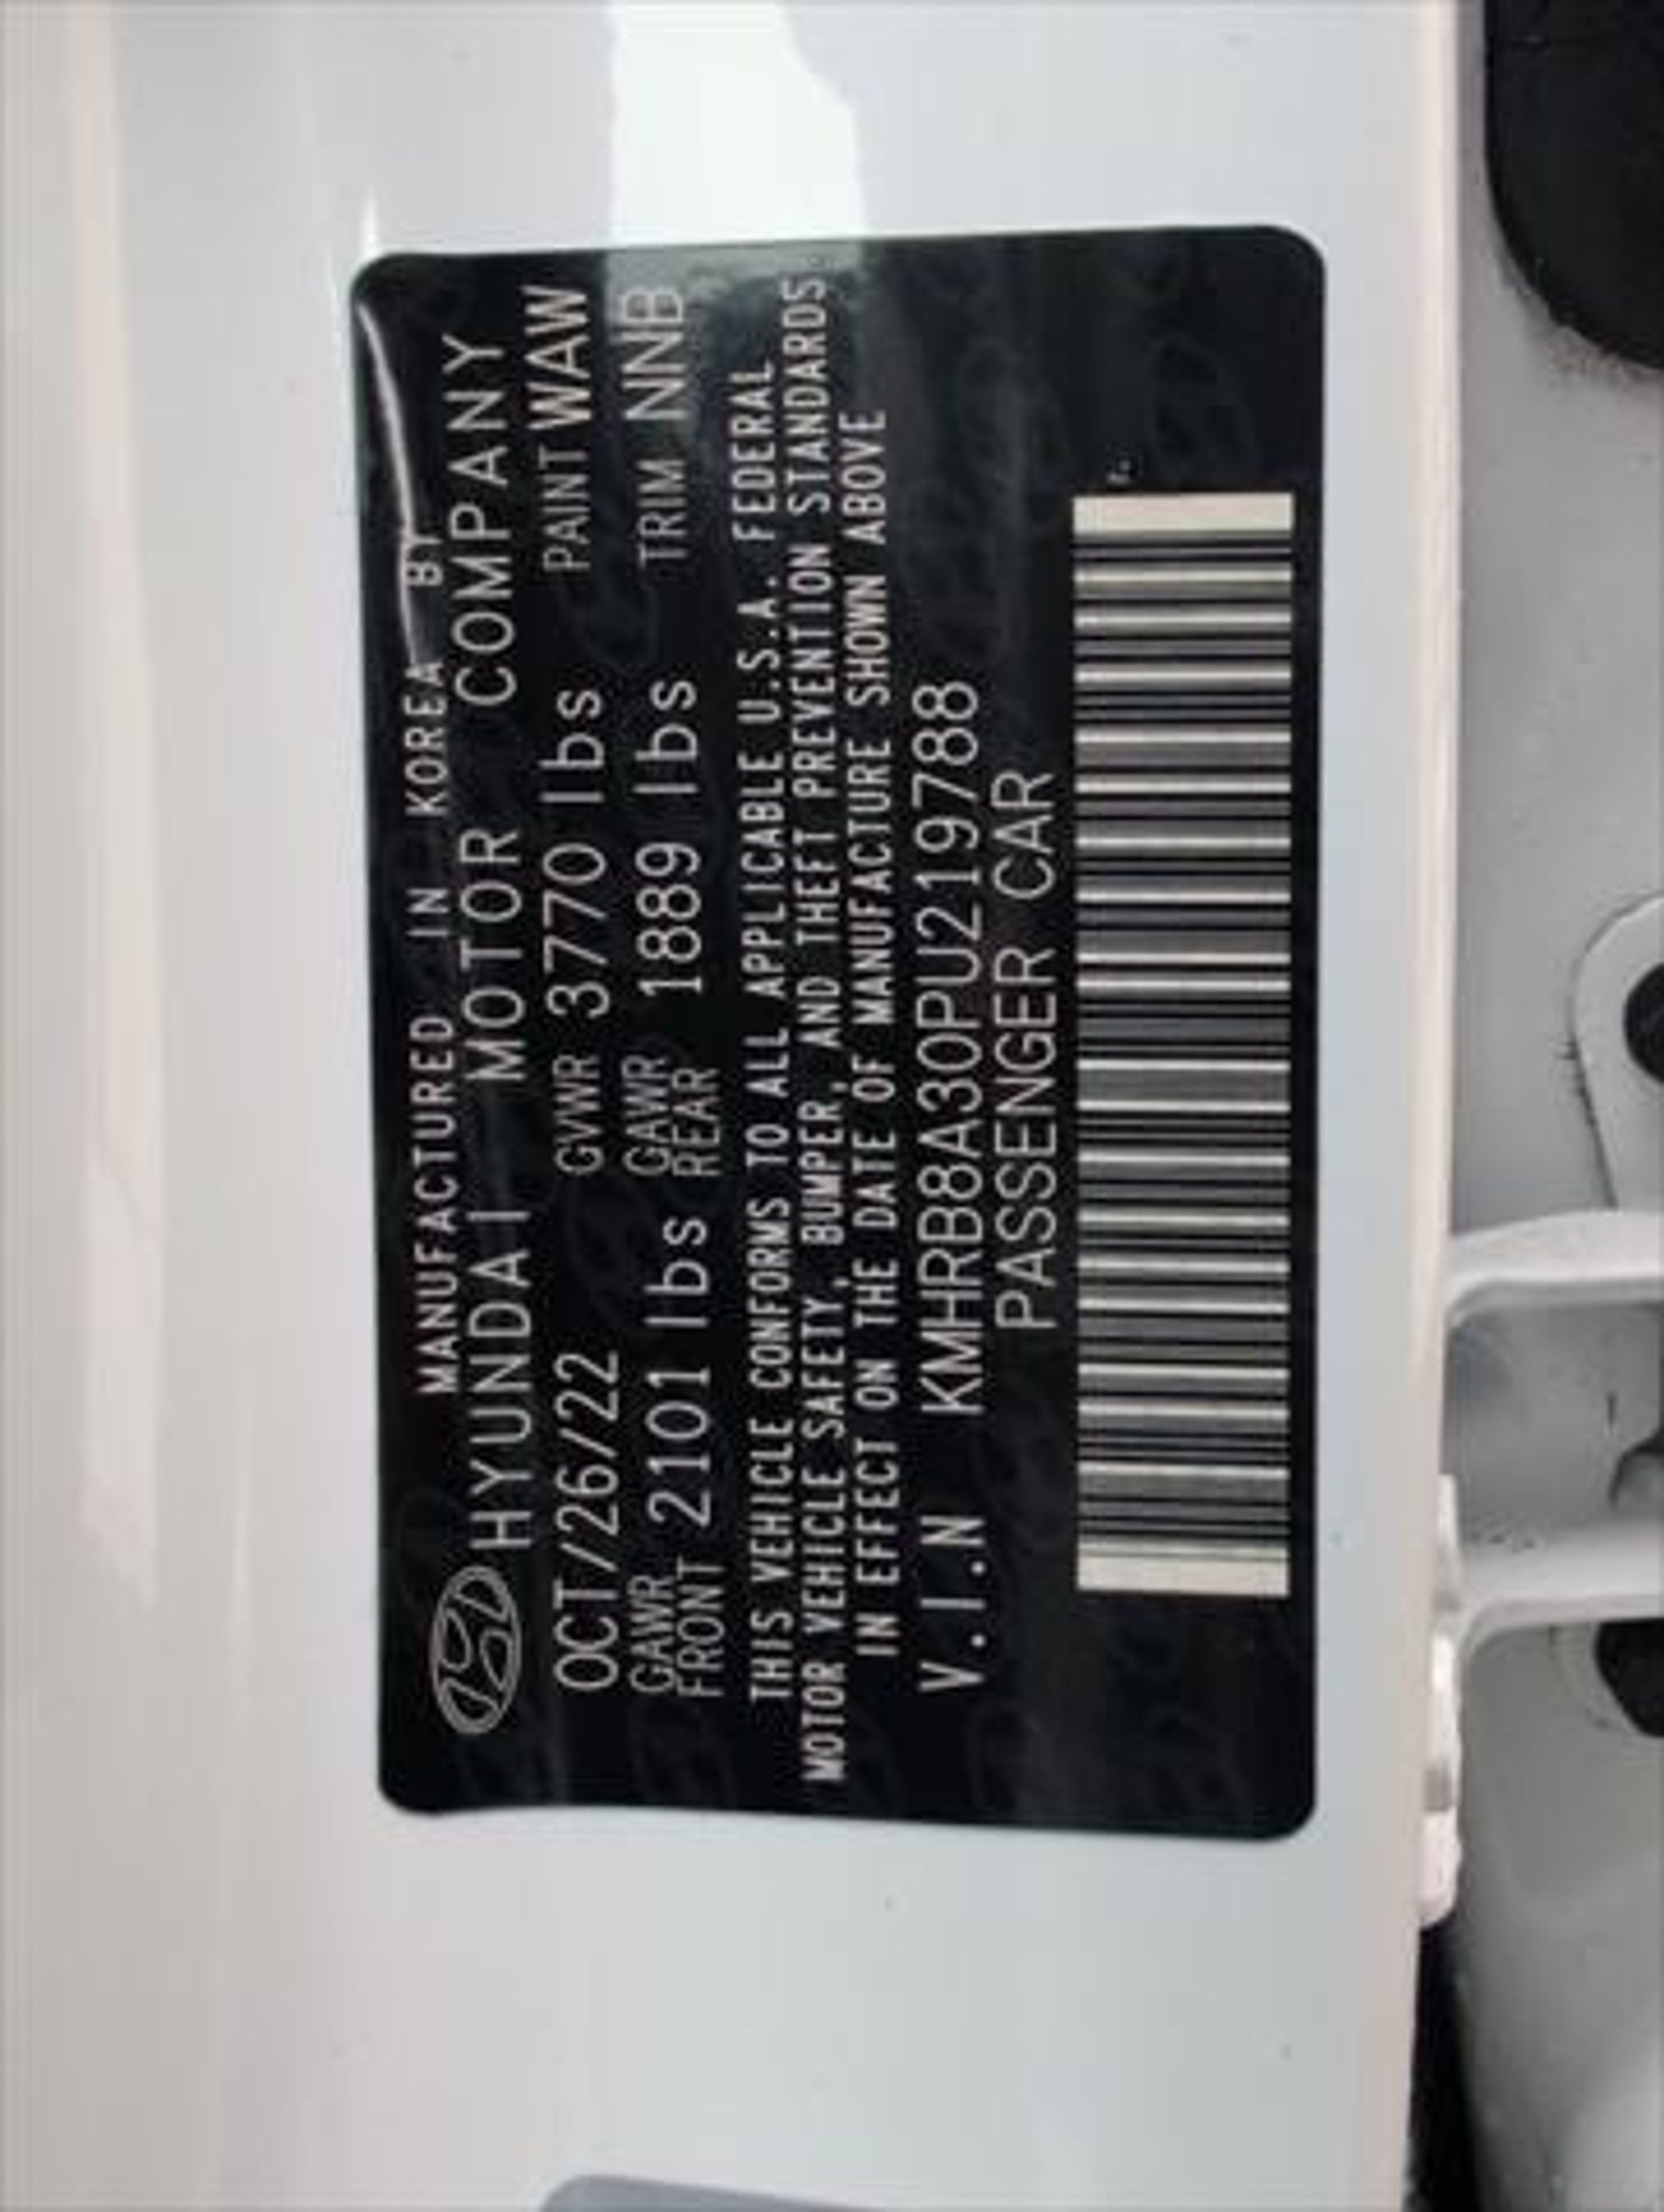 MANUFACTURED IN KOREA BY
HYUNDAI MOTOR COMPANY
OCT/26/22 GVWR 3770 lbs PAINT WAW
GAWR FRONT 2101 lbs GAWR REAR 1889 lbs TRIM NNB
THIS VEHICLE CONFORMS TO ALL APPLICABLE U.S.A. FEDERAL
MOTOR VEHICLE SAFETY, BUMPER, AND THEFT PREVENTION STANDARDS
IN EFFECT ON THE DATE OF MANUFACTURE SHOWN ABOVE
V.I.N KMHRB8A30PU219788
PASSENGER CAR